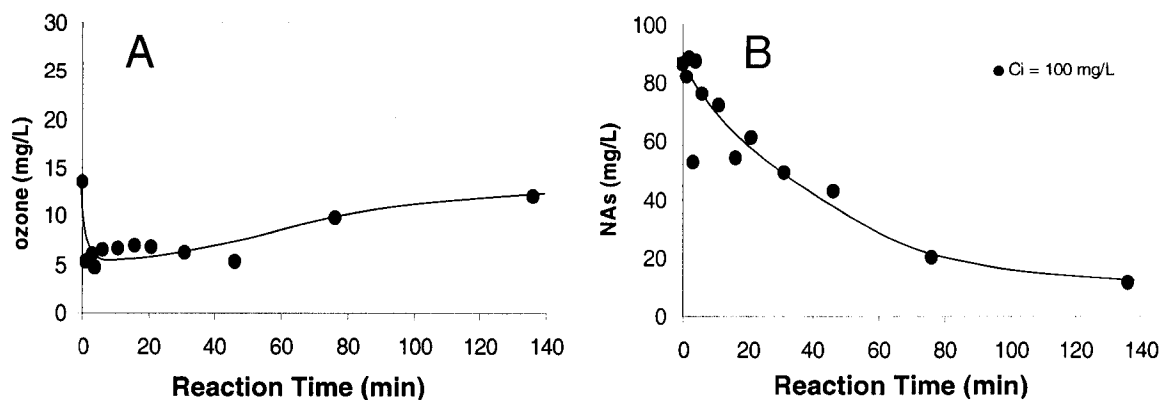 A
ozone (mg/L)
30
25
20
15
10
5
0
0 20 40 60 80 100 120 140
Reaction Time (min)
B
Ci = 100 mg/L
NAs (mg/L)
100
80
60
40
20
0
0 20 40 60 80 100 120 140
Reaction Time (min)